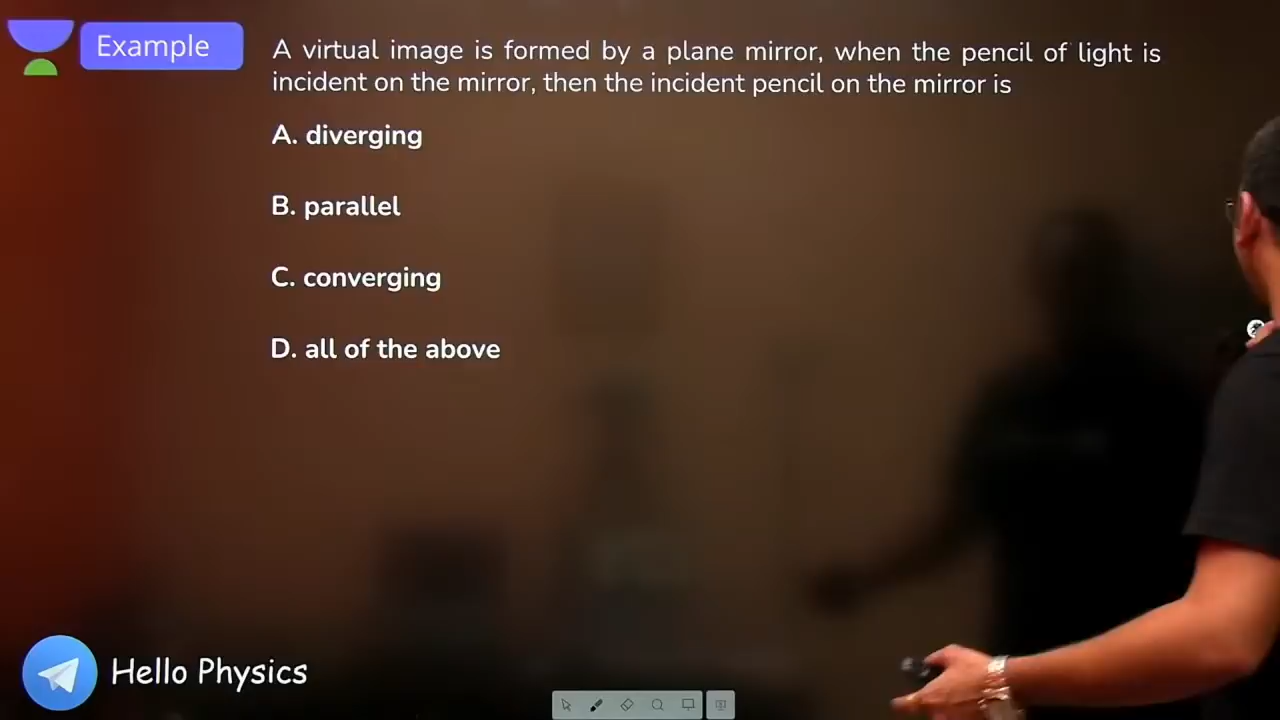 Example
A virtual image is formed by a plane mirror, when the pencil of light is
incident on the mirror, then the incident pencil on the mirror is
A. diverging
B. parallel
C. converging
D. all of the above
Hello Physics